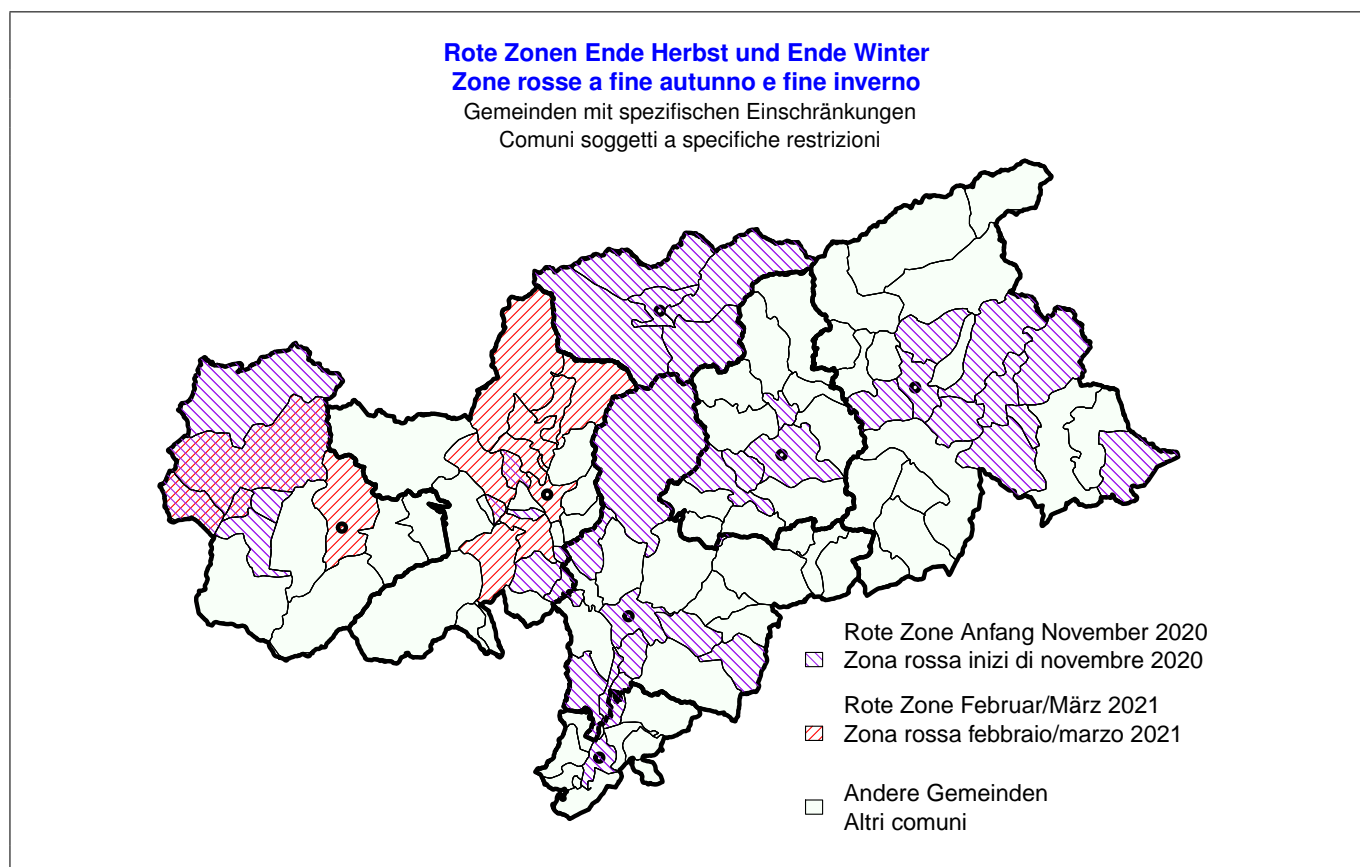 Rote Zonen Ende Herbst und Ende Winter
Zone rosse a fine autunno e fine inverno
Gemeinden mit spezifischen Einschränkungen
Comuni soggetti a specifiche restrizioni
Rote Zone Anfang November 2020
Zona rossa inizi di novembre 2020
Rote Zone Februar/März 2021
Zona rossa febbraio/marzo 2021
Andere Gemeinden
Altri comuni